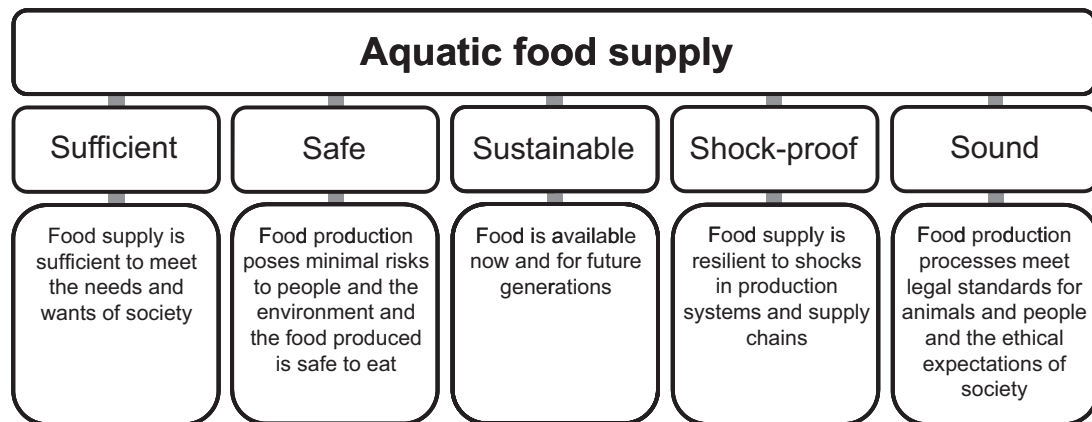 Aquatic food supply
Sufficient
Safe
Sustainable
Shock-proof
Sound
Food supply is
sufficient to meet
the needs and
wants of society
Food production
poses minimal risks
to people and the
environment and
the food produced
is safe to eat
Food is available
now and for future
generations
Food supply is
resilient to shocks
in production
systems and supply
chains
Food production
processes meet
legal standards for
animals and people
and the ethical
expectations of
society